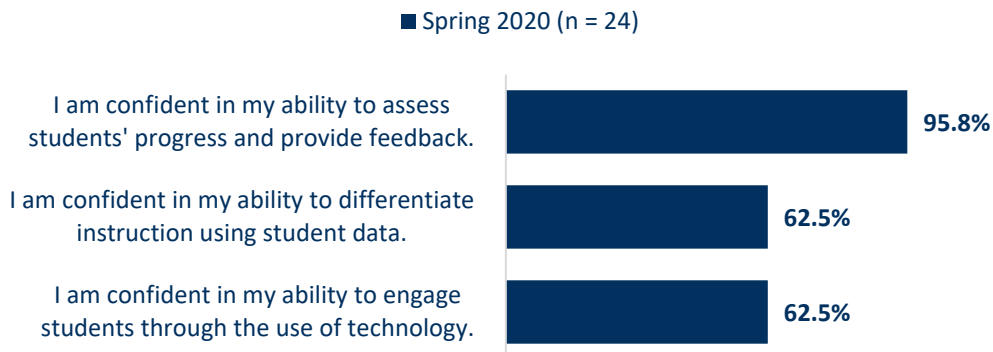 Spring 2020 (n = 24)
I am confident in my ability to assess
students' progress and provide feedback.
95.8%
I am confident in my ability to differentiate
instruction using student data.
62.5%
I am confident in my ability to engage
students through the use of technology.
62.5%